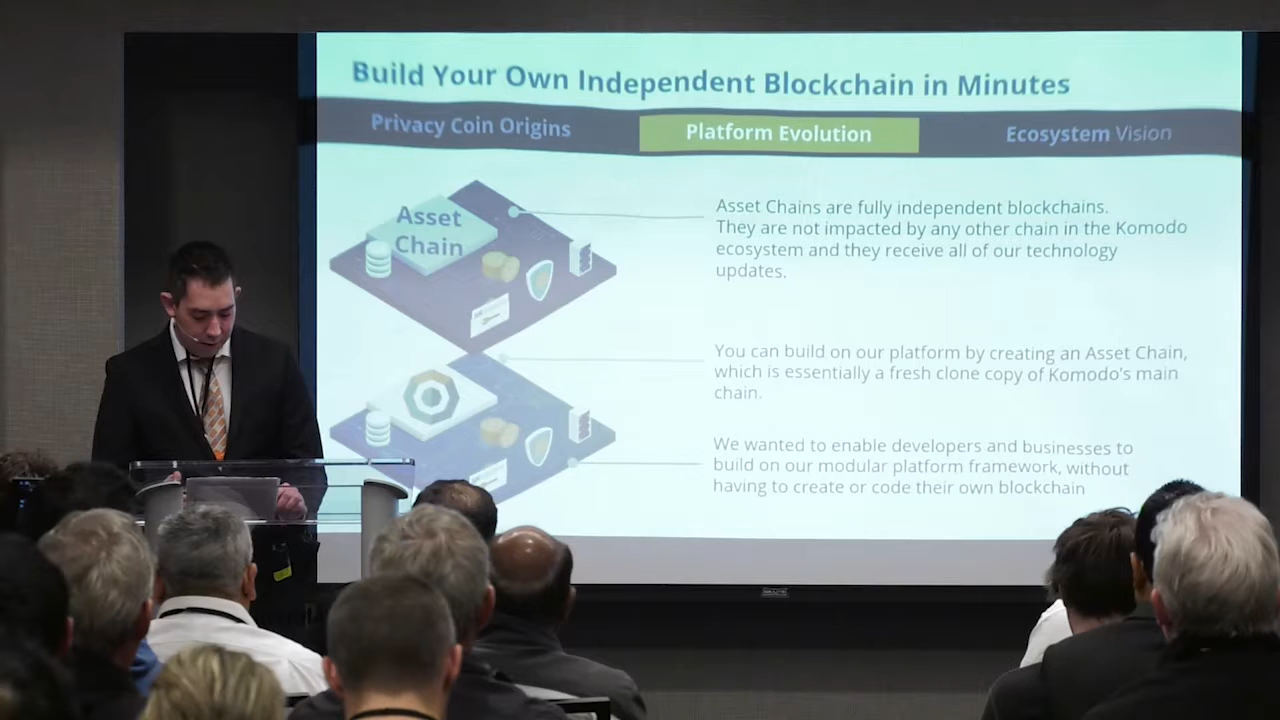 Build Your Own Independent Blockchain in Minutes
Privacy Coin Origins
Platform Evolution
Ecosystem Vision
Asset
Chain
Asset Chains are fully independent blockchains.
They are not impacted by any other chain in the Komodo
ecosystem and they receive all of our technology
updates.
You can build on our platform by creating an Asset Chain,
which is essentially a fresh clone copy of Komodo's main
chain.
We wanted to enable developers and businesses to
build on our modular platform framework, without
having to create or code their own blockchain